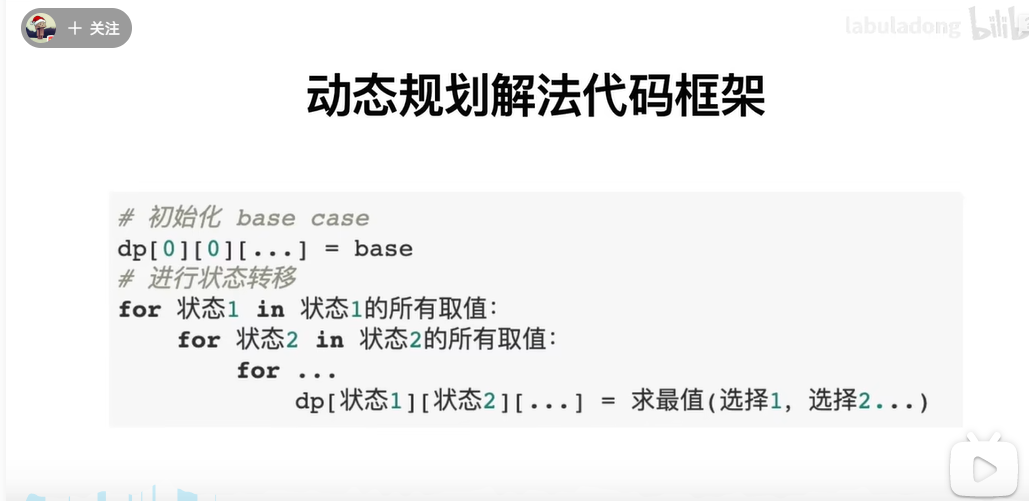 + 关注
labuladong bilib
动态规划解法代码框架
# 初始化 base case
dp[0][0][...] = base
# 进行状态转移
for 状态1 in 状态1的所有取值:
    for 状态2 in 状态2的所有取值:
        for ...
            dp[状态1][状态2][...] = 求最值(选择1, 选择2...)